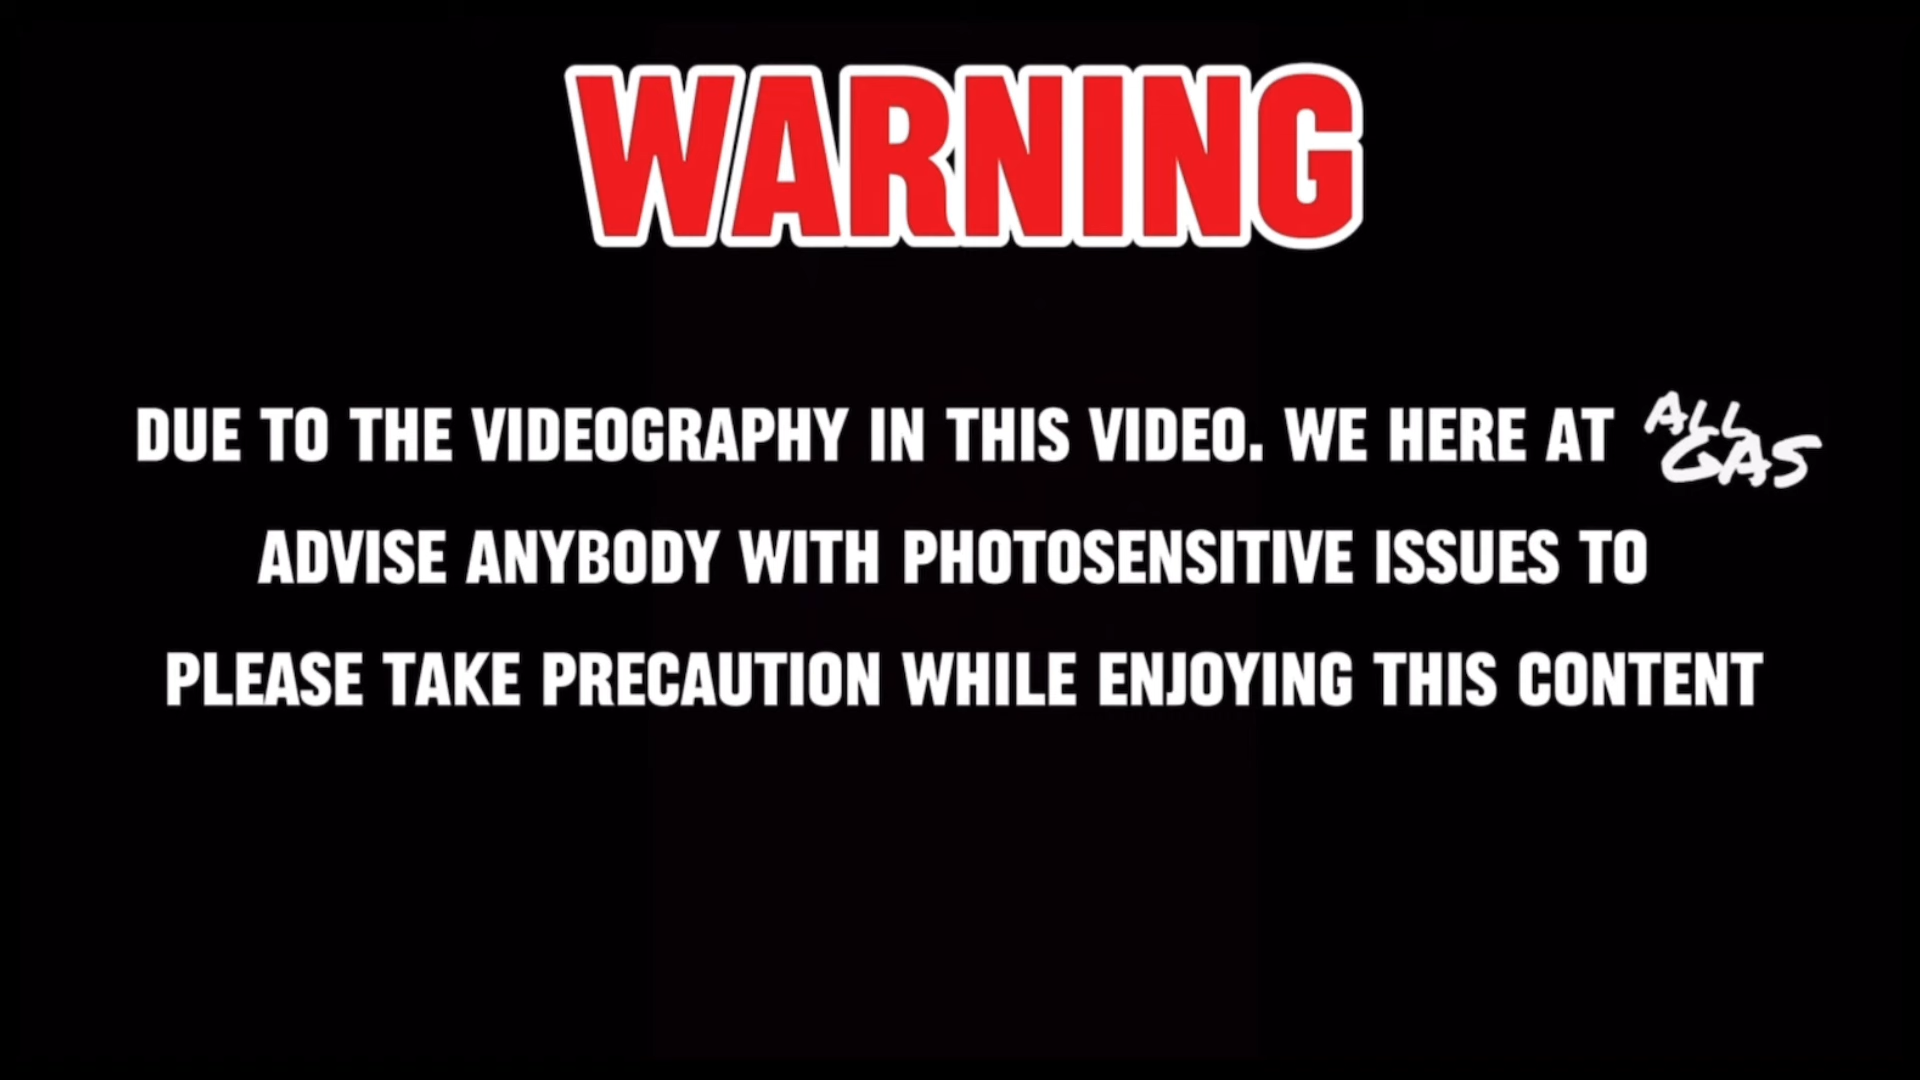 WARNING
DUE TO THE VIDEOGRAPHY IN THIS VIDEO. WE HERE AT ALL GAS
ADVISE ANYBODY WITH PHOTOSENSITIVE ISSUES TO
PLEASE TAKE PRECAUTION WHILE ENJOYING THIS CONTENT